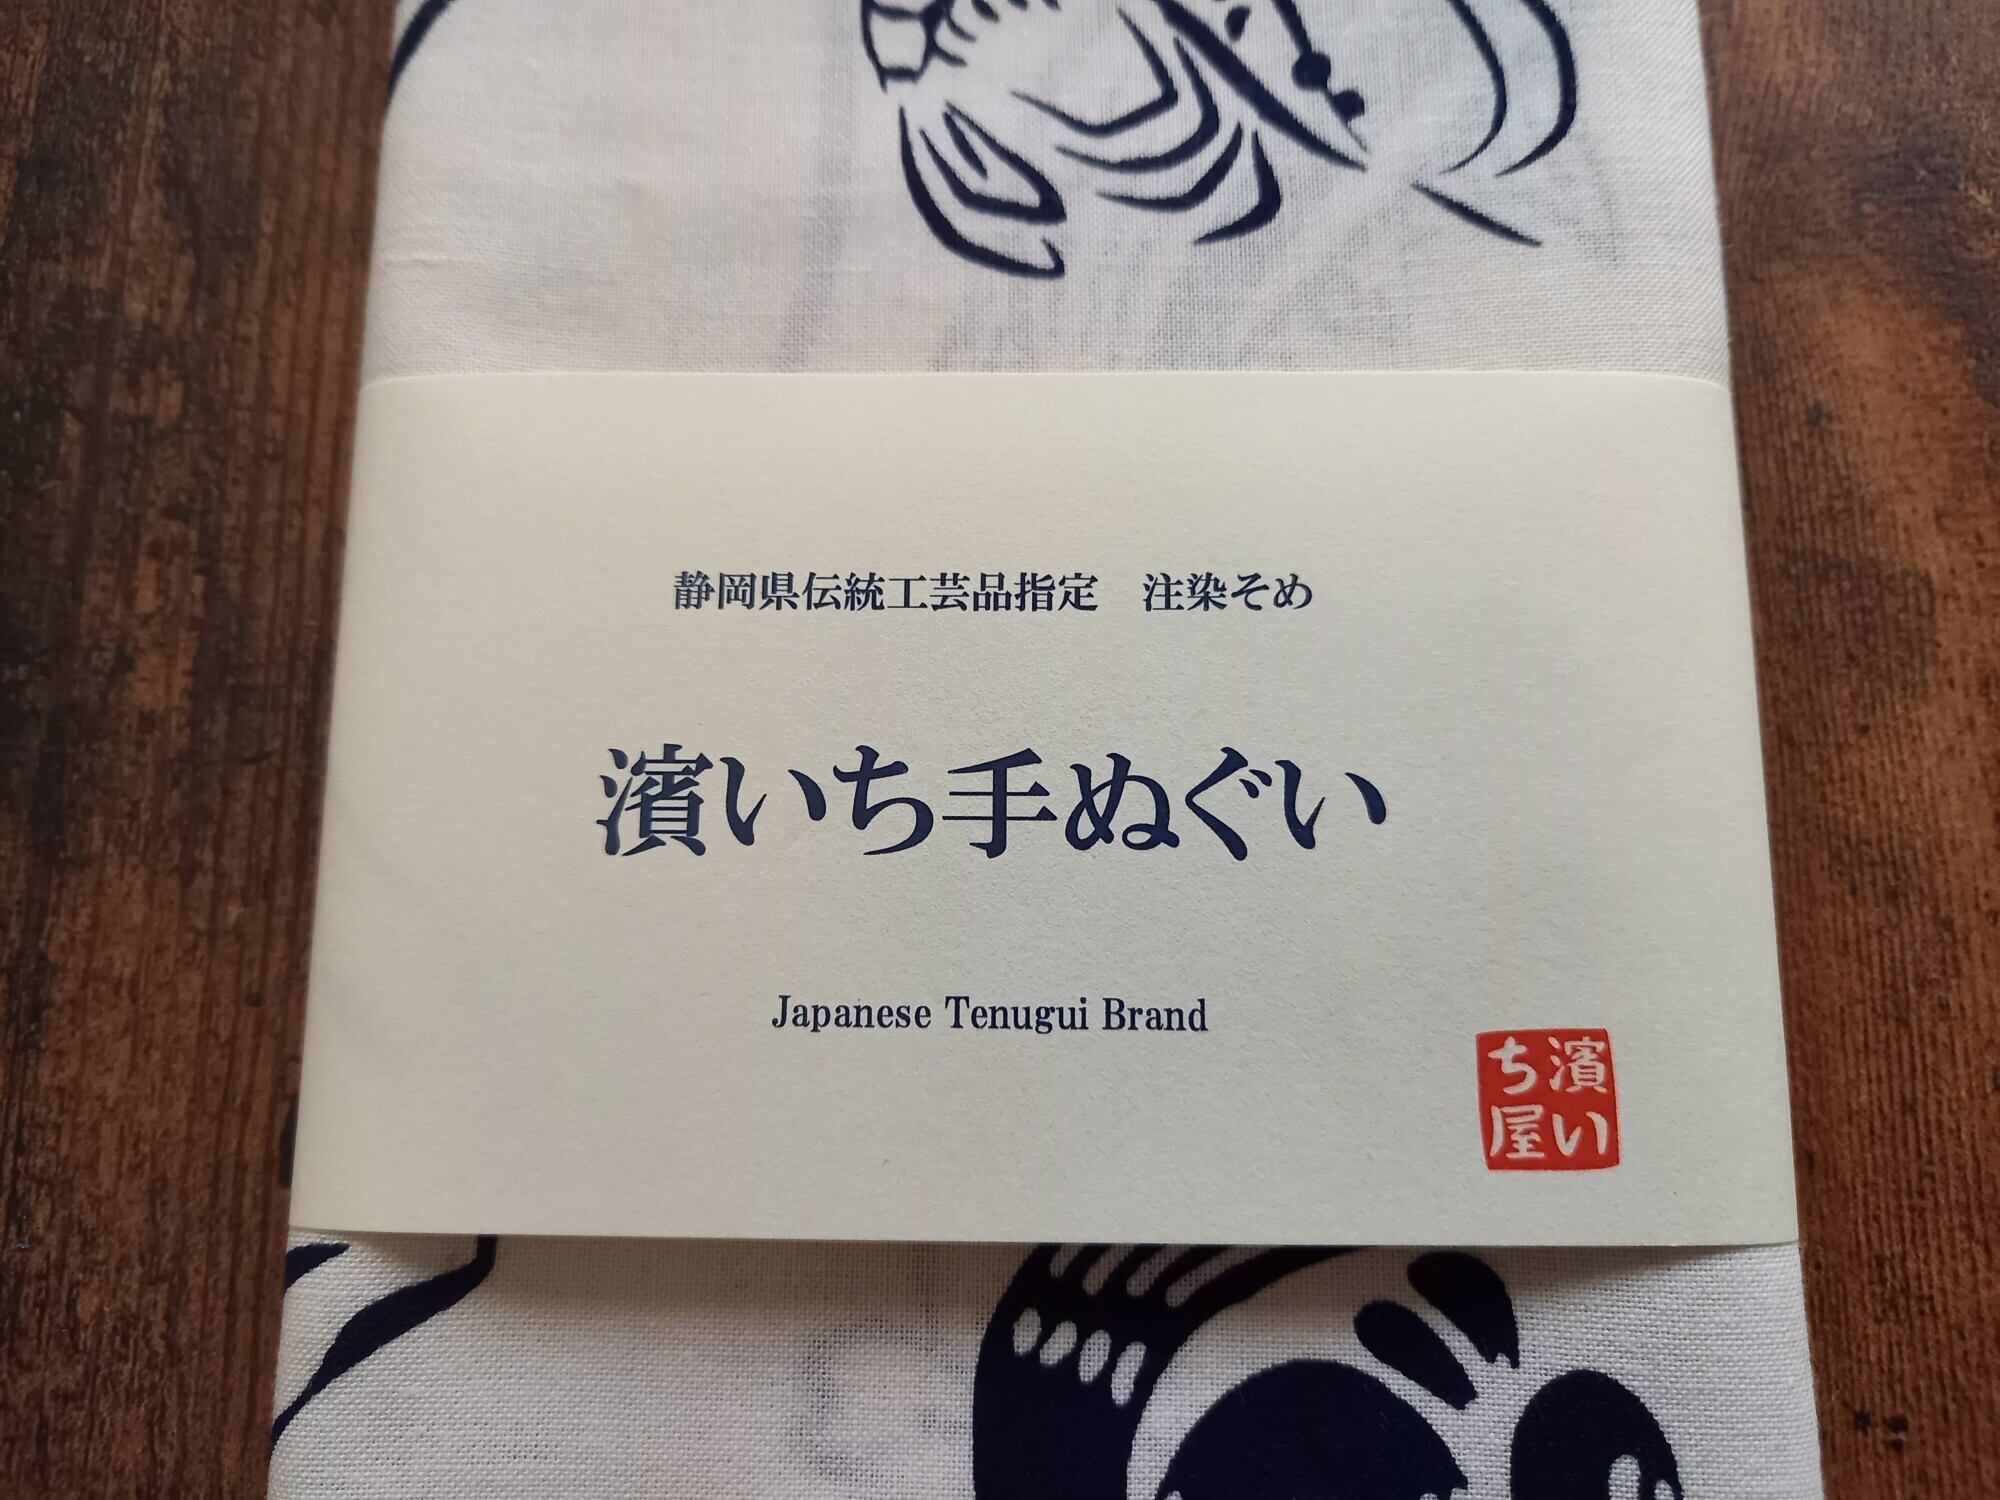 静岡県伝統工芸品指定　注染そめ
濱いち手ぬぐい
Japanese Tenugui Brand
濱い
ち屋